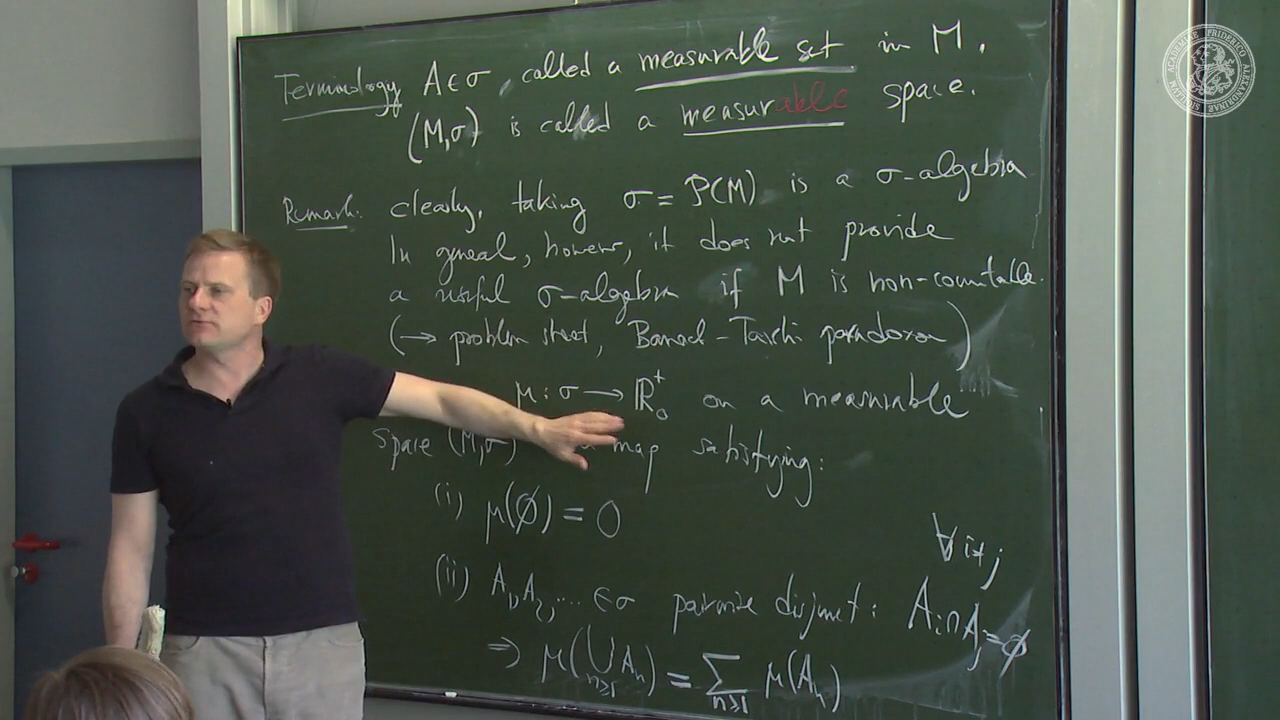 Terminology A∈σ called a measurable set in M.
(M,σ) is called a measurable space.
Remark. clearly, taking σ = P(M) is a σ-algebra
In general, however, it does not provide
a useful σ-algebra if M is non-countable.
(→ problem sheet, Banach-Tarski paradoxon)
μ: σ → ℝ₀⁺ on a measurable
space (M,σ) map satisfying:
(i) μ(∅) = 0
∀ i≠j
(ii) A₁, A₂, .... ∈σ pairwise disjunct: Aᵢ∩Aⱼ=∅
⇒ μ(⋃ₙ≥₁ Aₙ) = ∑ₙ≥₁ μ(Aₙ)